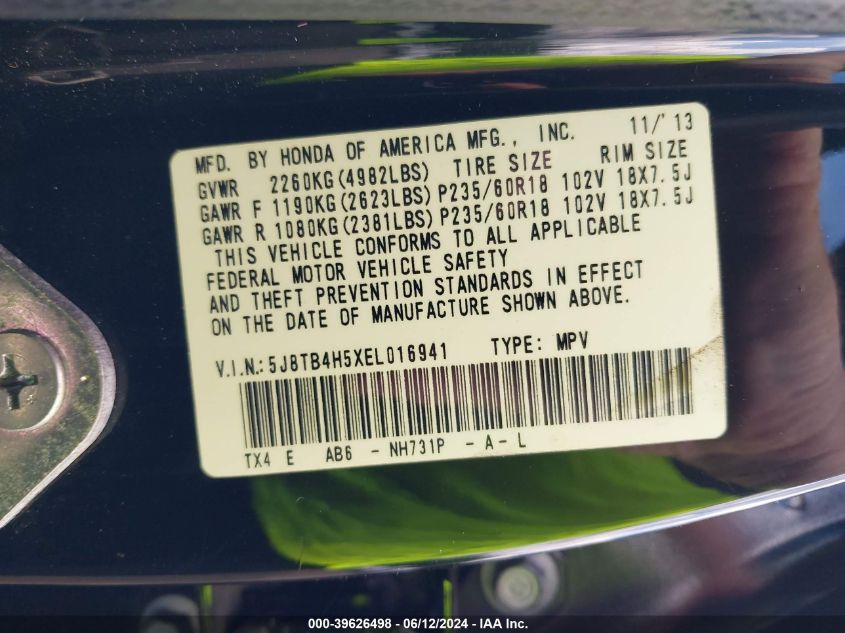 MFD. BY HONDA OF AMERICA MFG., INC. 11/'13
GVWR 2260KG(4982LBS) TIRE SIZE RIM SIZE
GAWR F 1190KG(2623LBS) P235/60R18 102V 18X7.5J
GAWR R 1080KG(2381LBS) P235/60R18 102V 18X7.5J
THIS VEHICLE CONFORMS TO ALL APPLICABLE
FEDERAL MOTOR VEHICLE SAFETY
AND THEFT PREVENTION STANDARDS IN EFFECT
ON THE DATE OF MANUFACTURE SHOWN ABOVE.
V.I.N.:5J8TB4H5XEL016941 TYPE: MPV
TX4 E AB6 - NH731P - A - L
000-39626498 - 06/12/2024 - IAA Inc.